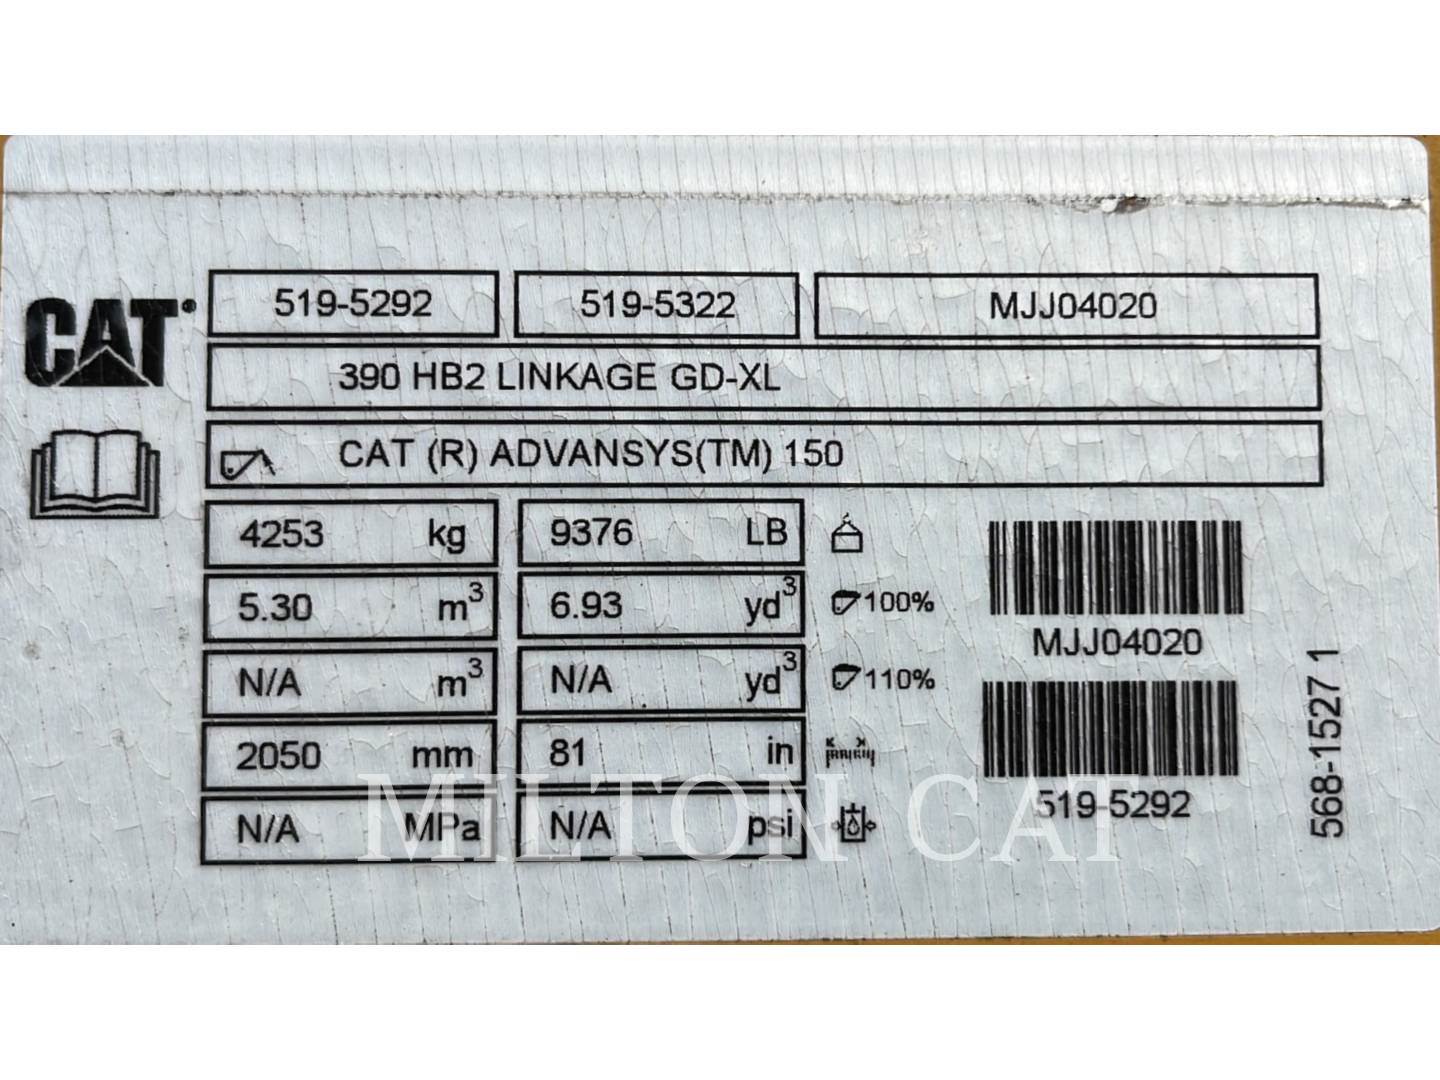 CAT®
519-5292 519-5322 MJJ04020
390 HB2 LINKAGE GD-XL
CAT (R) ADVANSYS(TM) 150
4253 kg 9376 LB
5.30 m³ 6.93 yd³ 100%
N/A m³ N/A yd³ 110%
2050 mm 81 in
N/A MPa N/A psi
MJJ04020
519-5292
568-1527 1
MILTON CAT